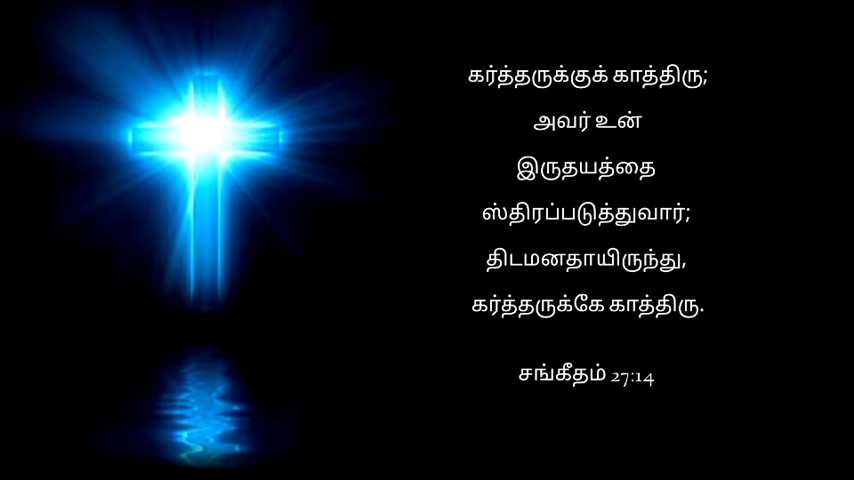 கர்த்தருக்குக் காத்திரு;
அவர் உன்
இருதயத்தை
ஸ்திரப்படுத்துவார்;
திடமனதாயிருந்து,
கர்த்தருக்கே காத்திரு.
சங்கீதம் 27:14